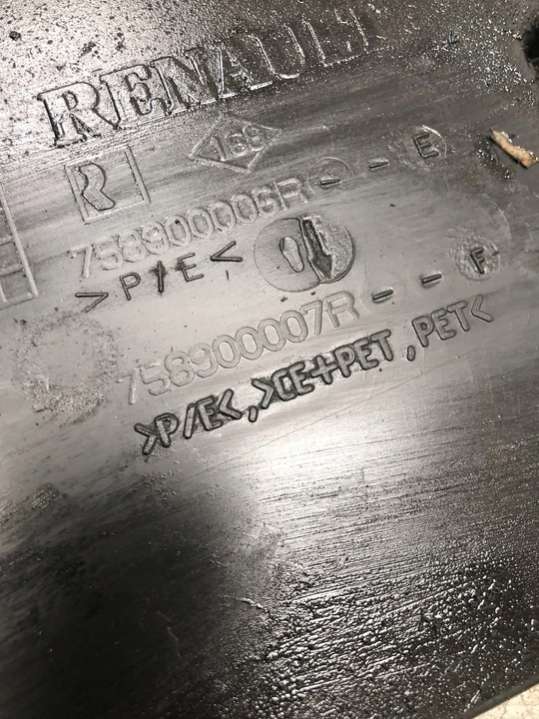 RENAULT
169
758900006R - - E
>P/E<
758900007R - - F
>P/E<,>CE+PET,PET<